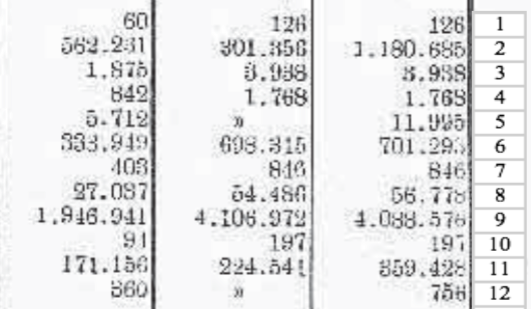 60 126 126 1
562.231 301.356 1.180.685 2
1.875 3.938 3.938 3
842 1.768 1.768 4
5.712 » 11.995 5
333.949 698.315 701.293 6
403 846 846 7
27.037 54.486 56.778 8
1.946.941 4.106.972 4.088.576 9
94 197 197 10
171.156 224.541 359.428 11
360 » 756 12